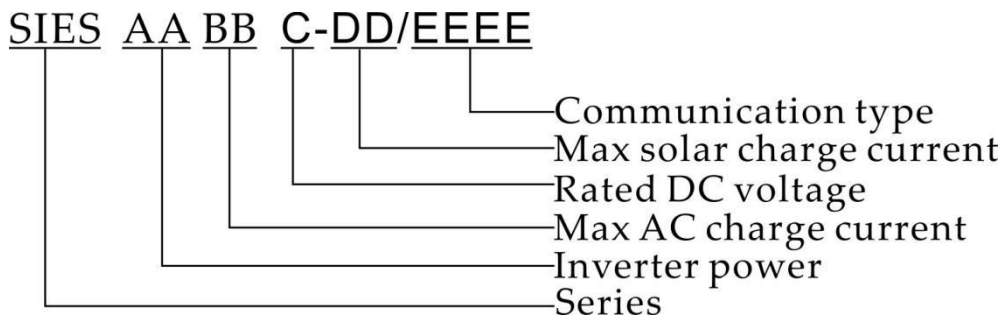 SIES AA BB C-DD/EEEE
Communication type
Max solar charge current
Rated DC voltage
Max AC charge current
Inverter power
Series